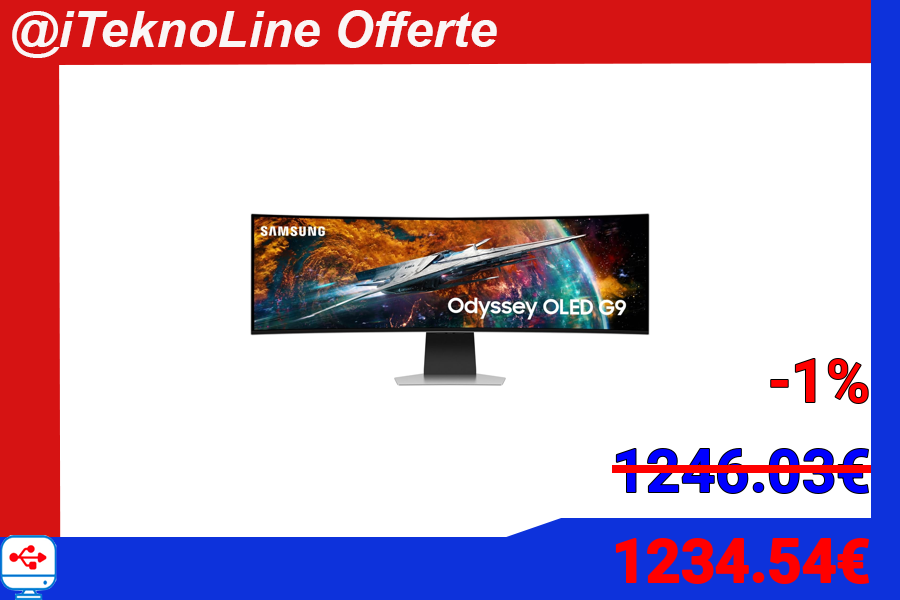 @iTeknoLine Offerte
SAMSUNG
Odyssey OLED G9
-1%
1246.03€
1234.54€